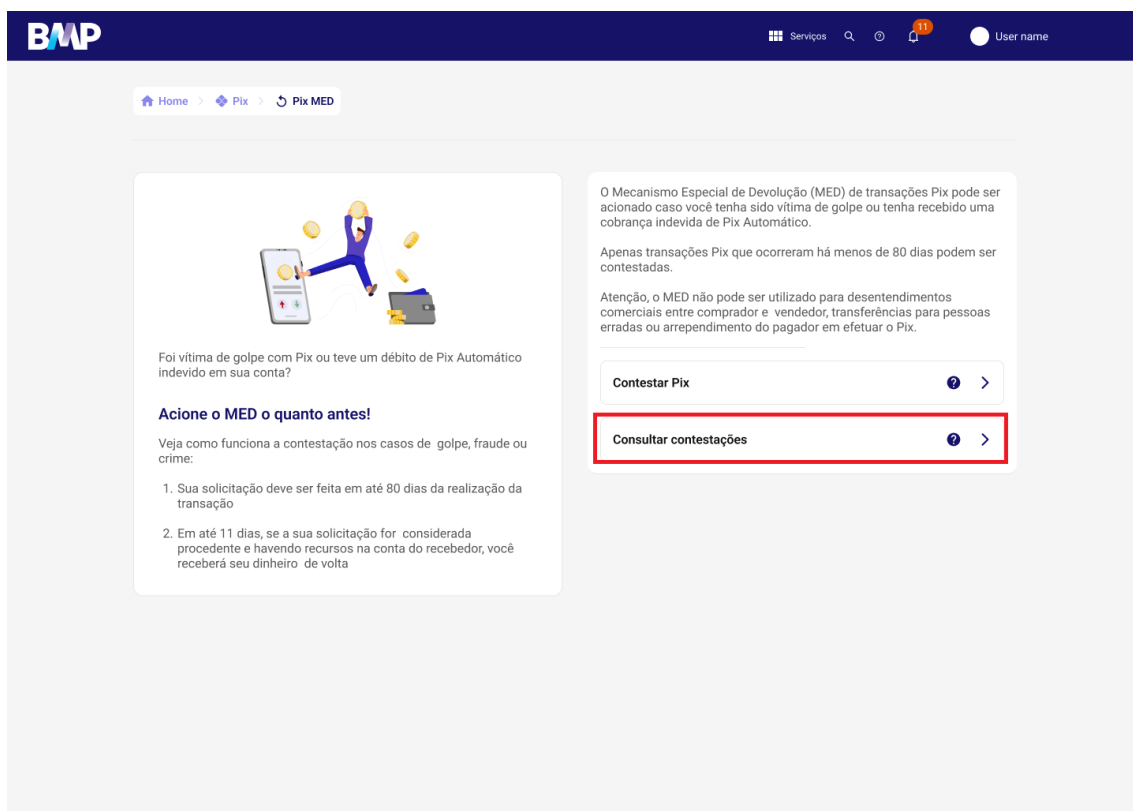 BMP
Serviços
11
User name
Home
Pix
Pix MED
Foi vítima de golpe com Pix ou teve um débito de Pix Automático
indevido em sua conta?
Acione o MED o quanto antes!
Veja como funciona a contestação nos casos de golpe, fraude ou
crime:
1. Sua solicitação deve ser feita em até 80 dias da realização da
transação
2. Em até 11 dias, se a sua solicitação for considerada
procedente e havendo recursos na conta do recebedor, você
receberá seu dinheiro de volta
O Mecanismo Especial de Devolução (MED) de transações Pix pode ser
acionado caso você tenha sido vítima de golpe ou tenha recebido uma
cobrança indevida de Pix Automático.
Apenas transações Pix que ocorreram há menos de 80 dias podem ser
contestadas.
Atenção, o MED não pode ser utilizado para desentendimentos
comerciais entre comprador e vendedor, transferências para pessoas
erradas ou arrependimento do pagador em efetuar o Pix.
Contestar Pix
Consultar contestações